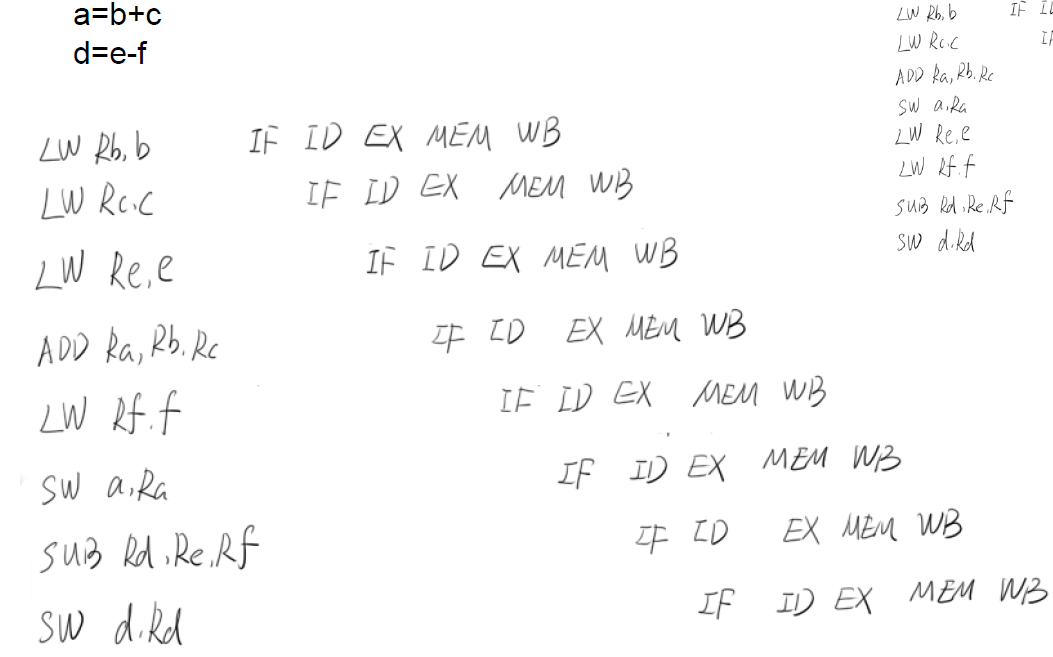 a=b+c
d=e-f
LW Rb,b IF ID EX MEM WB
LW Rc,c IF ID EX MEM WB
LW Re,e IF ID EX MEM WB
ADD Ra,Rb,Rc IF ID EX MEM WB
LW Rf,f IF ID EX MEM WB
SW a,Ra IF ID EX MEM WB
SUB Rd,Re,Rf IF ID EX MEM WB
SW d,Rd IF ID EX MEM WB
LW Rb,b IF
LW Rc,c
ADD Ra,Rb,Rc
SW a,Ra
LW Re,e
LW Rf,f
SUB Rd,Re,Rf
SW d,Rd